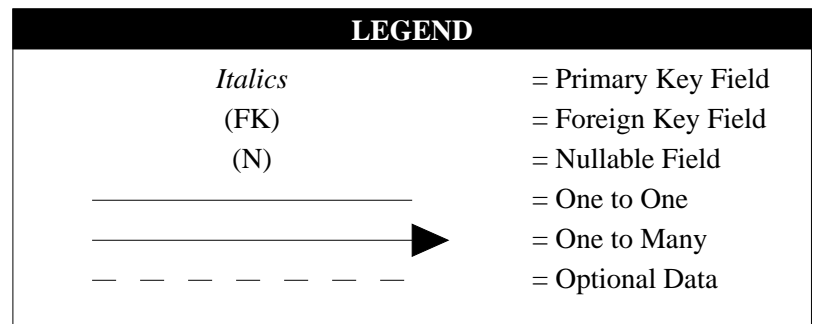 LEGEND
Italics = Primary Key Field
(FK) = Foreign Key Field
(N) = Nullable Field
= One to One
= One to Many
= Optional Data